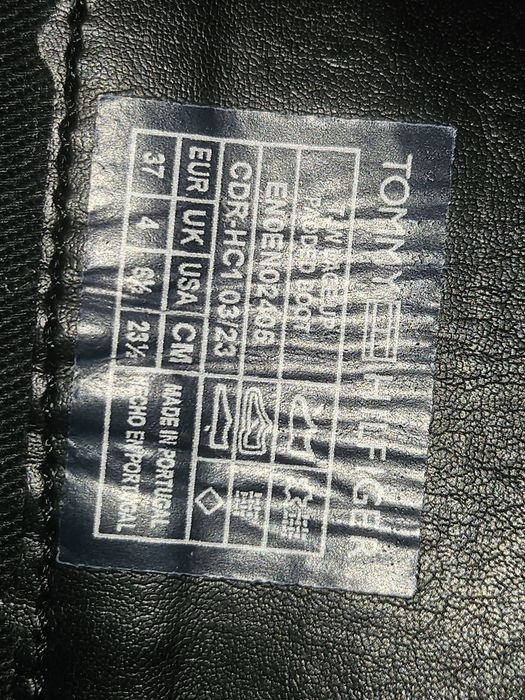 TOMMY HILFIGER
LACE UP
PADDED BOOT
EN0EN02405
CDR-HC1 03/23
EUR UK USA CM
37 4 6½ 23½
MADE IN PORTUGAL
HECHO EN PORTUGAL